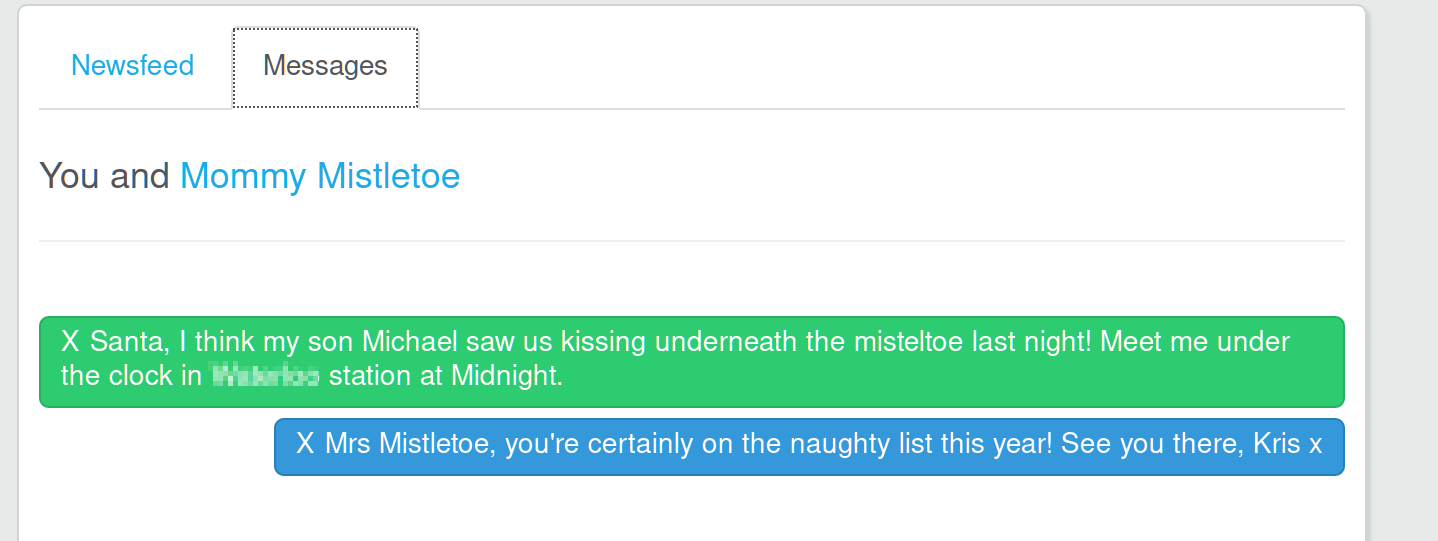 Newsfeed Messages
You and Mommy Mistletoe
X Santa, I think my son Michael saw us kissing underneath the misteltoe last night! Meet me under
the clock in station at Midnight.
X Mrs Mistletoe, you're certainly on the naughty list this year! See you there, Kris x